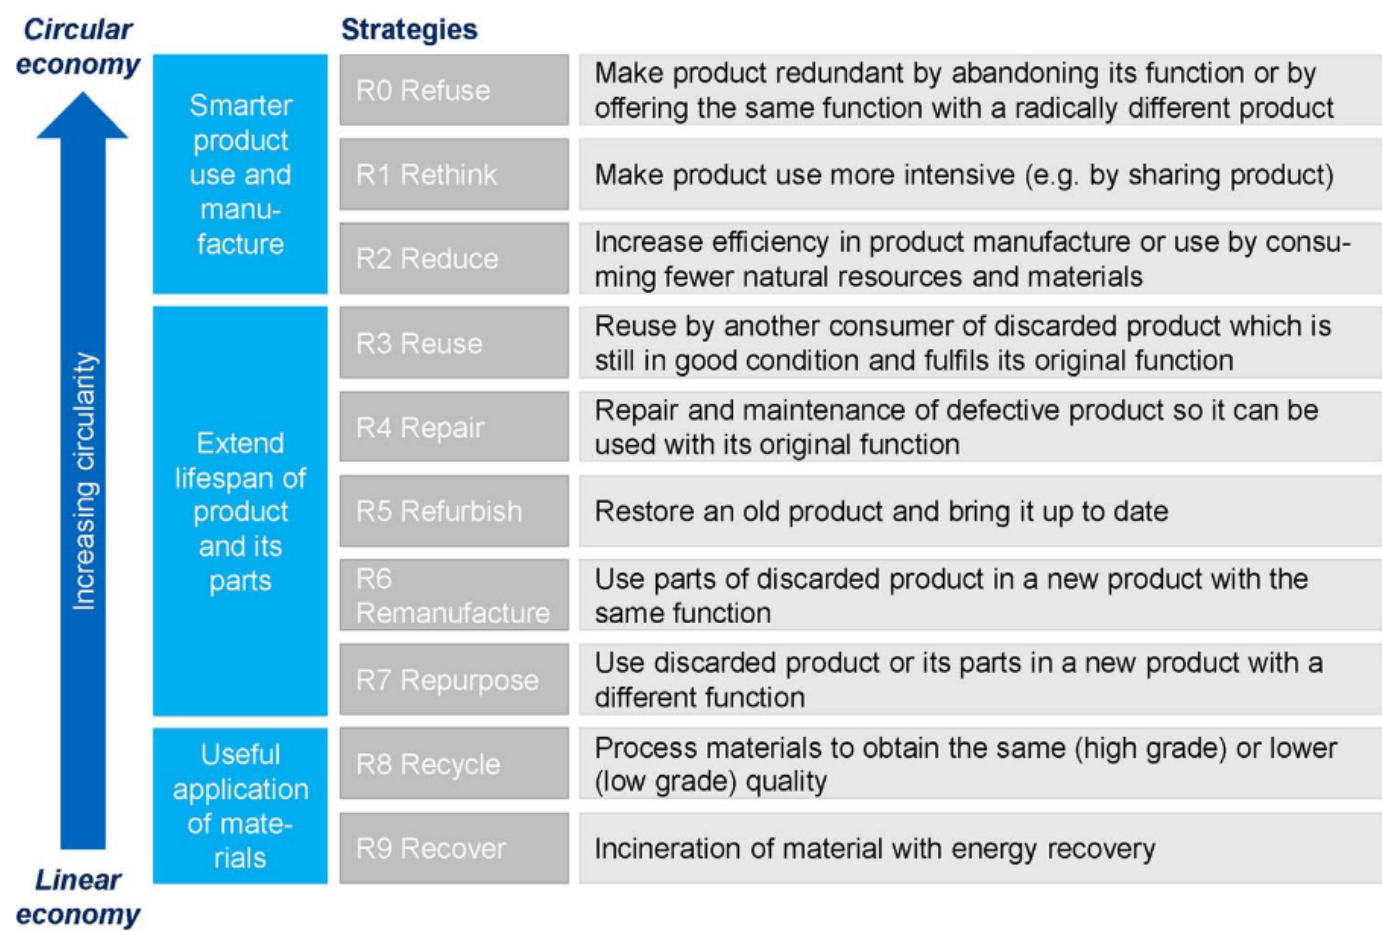 Circular
economy
Strategies
Smarter
product
use and
manu-
facture
R0 Refuse
Make product redundant by abandoning its function or by
offering the same function with a radically different product
R1 Rethink
Make product use more intensive (e.g. by sharing product)
R2 Reduce
Increase efficiency in product manufacture or use by consu-
ming fewer natural resources and materials
Increasing circularity
Extend
lifespan of
product
and its
parts
R3 Reuse
Reuse by another consumer of discarded product which is
still in good condition and fulfils its original function
R4 Repair
Repair and maintenance of defective product so it can be
used with its original function
R5 Refurbish
Restore an old product and bring it up to date
R6
Remanufacture
Use parts of discarded product in a new product with the
same function
R7 Repurpose
Use discarded product or its parts in a new product with a
different function
Useful
application
of mate-
rials
R8 Recycle
Process materials to obtain the same (high grade) or lower
(low grade) quality
R9 Recover
Incineration of material with energy recovery
Linear
economy